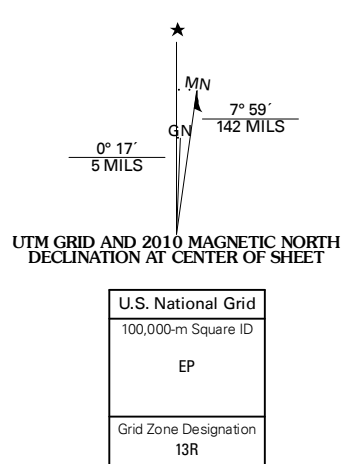 ★
MN
7° 59´
142 MILS
GN
0° 17´
5 MILS
UTM GRID AND 2010 MAGNETIC NORTH
DECLINATION AT CENTER OF SHEET
U.S. National Grid
100,000-m Square ID
EP
Grid Zone Designation
13R